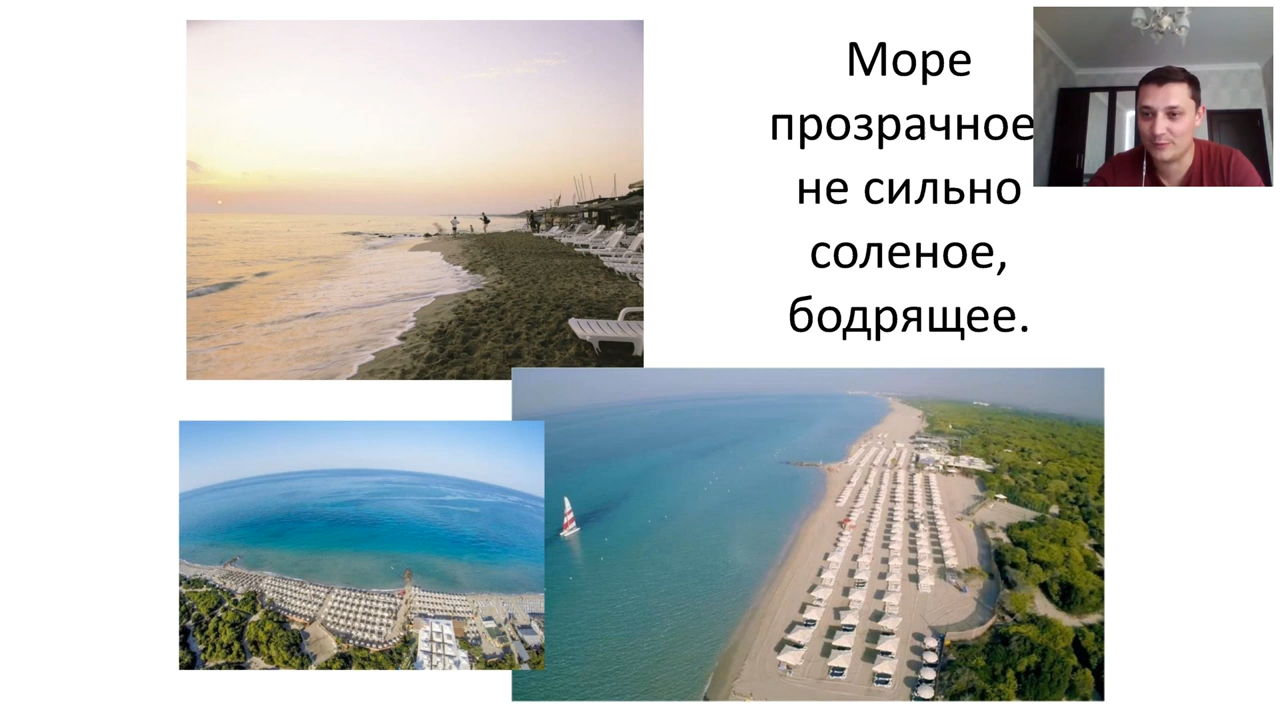 Море
прозрачное
не сильно
соленое,
бодрящее.